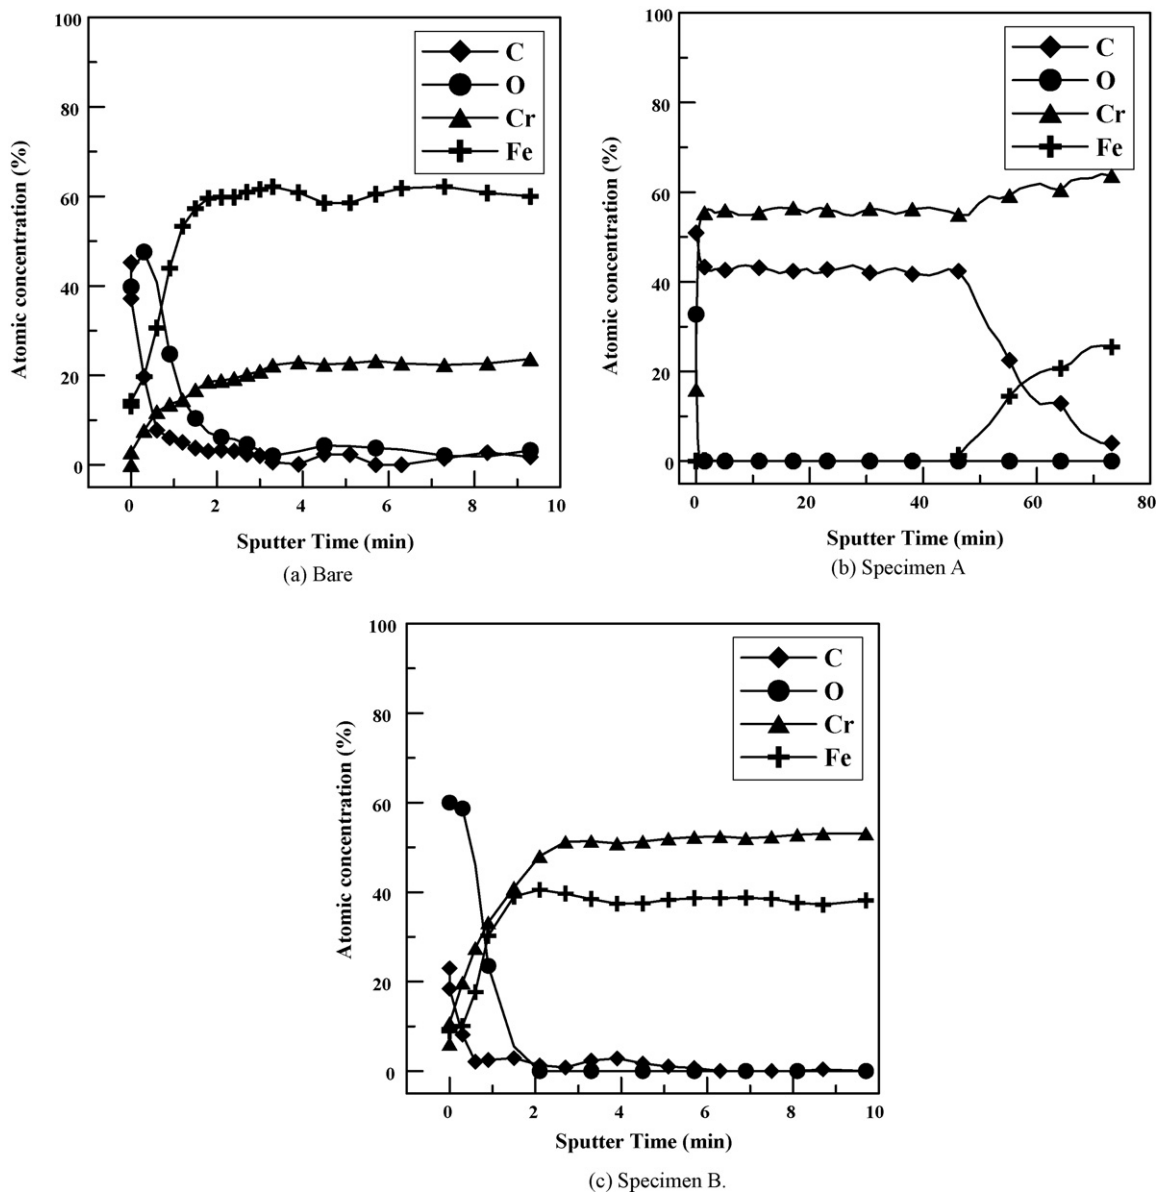 100
80
60
40
20
0
Atomic concentration (%)
C
O
Cr
Fe
0 2 4 6 8 10
Sputter Time (min)
(a) Bare
100
80
60
40
20
0
Atomic concentration (%)
C
O
Cr
Fe
0 20 40 60 80
Sputter Time (min)
(b) Specimen A
100
80
60
40
20
0
Atomic concentration (%)
C
O
Cr
Fe
0 2 4 6 8 10
Sputter Time (min)
(c) Specimen B.